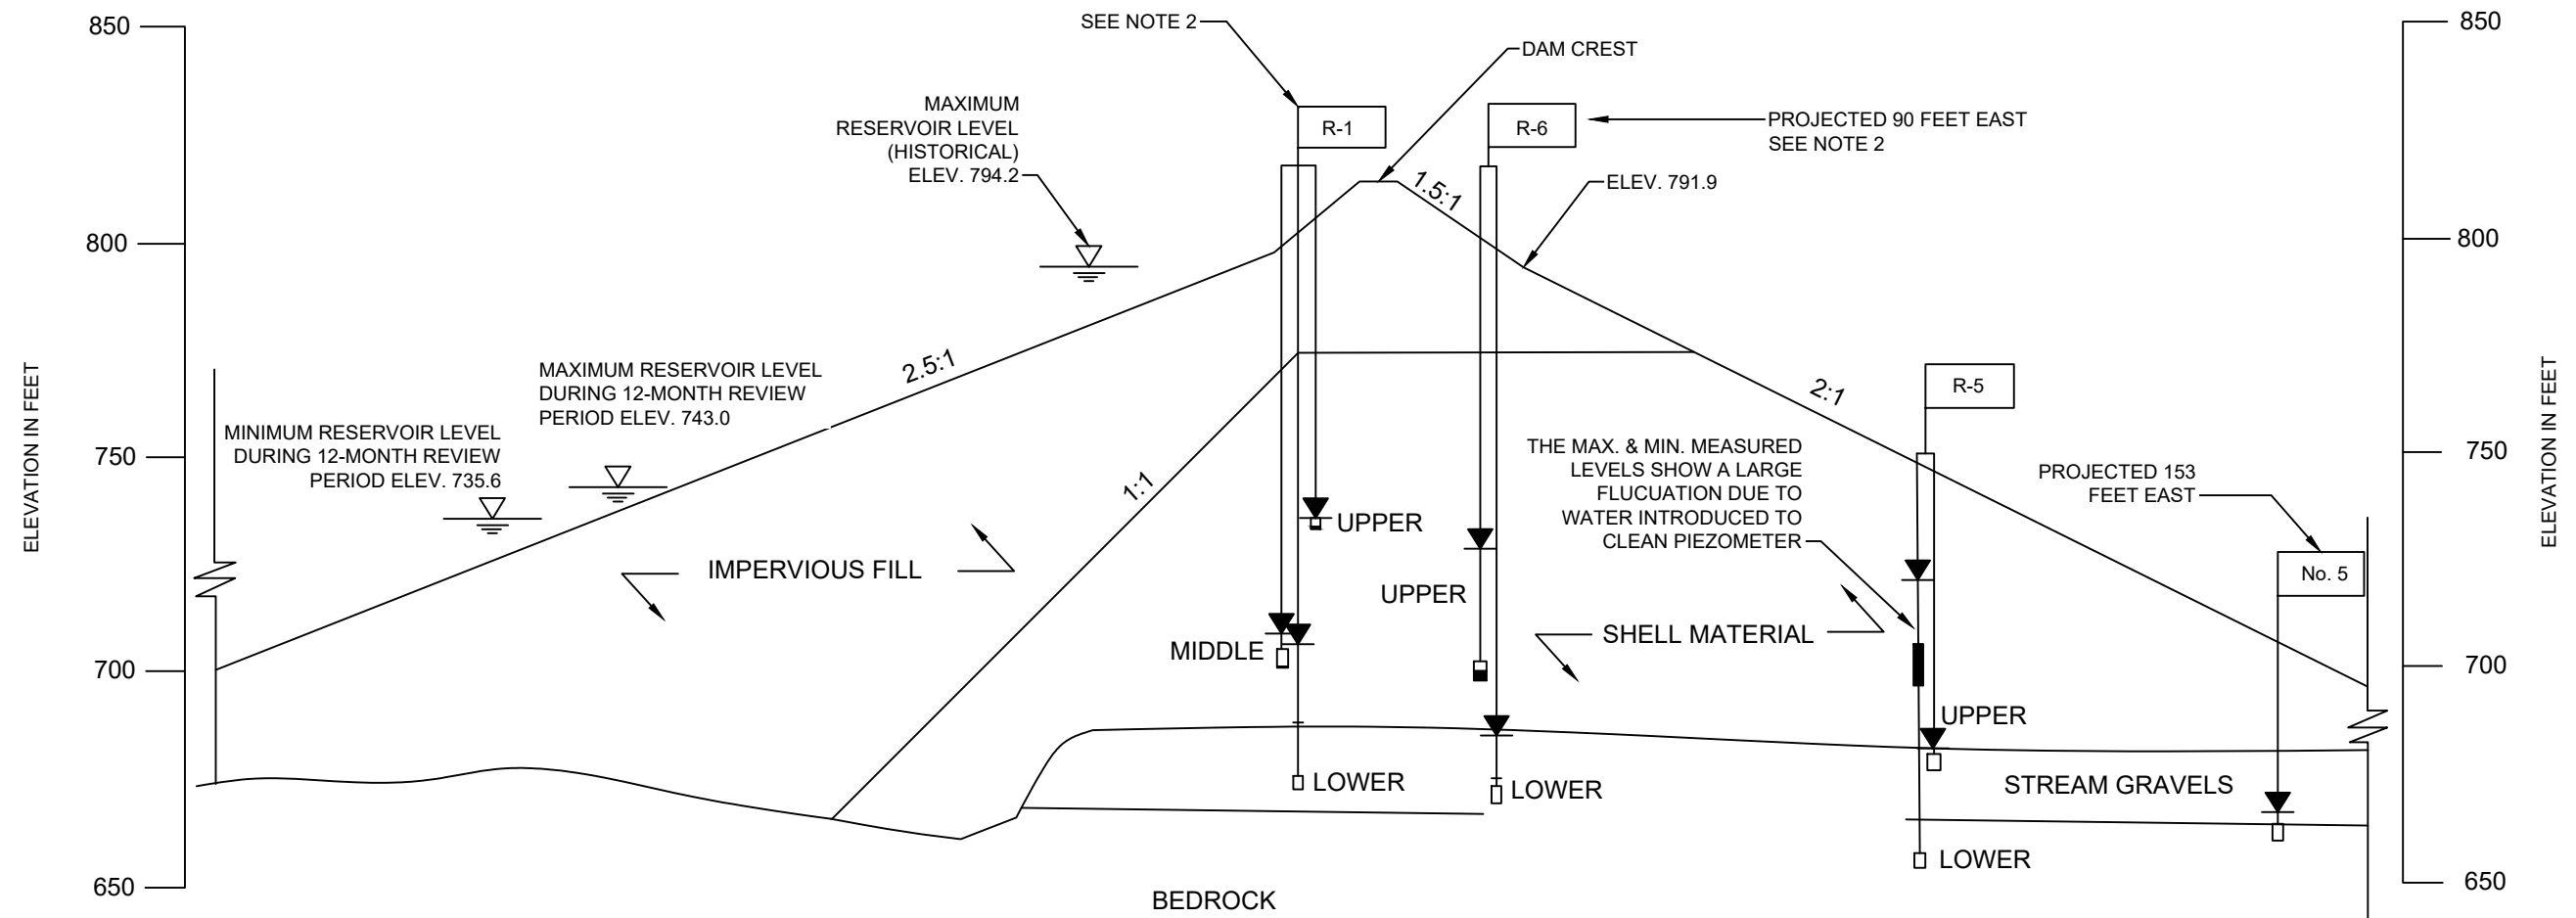 850
800
750
700
650
ELEVATION IN FEET
SEE NOTE 2
DAM CREST
MAXIMUM
RESERVOIR LEVEL
(HISTORICAL)
ELEV. 794.2
R-1
R-6
PROJECTED 90 FEET EAST
SEE NOTE 2
1.5:1
ELEV. 791.9
2.5:1
MAXIMUM RESERVOIR LEVEL
DURING 12-MONTH REVIEW
PERIOD ELEV. 743.0
MINIMUM RESERVOIR LEVEL
DURING 12-MONTH REVIEW
PERIOD ELEV. 735.6
1:1
2:1
R-5
THE MAX. & MIN. MEASURED
LEVELS SHOW A LARGE
FLUCUATION DUE TO
WATER INTRODUCED TO
CLEAN PIEZOMETER
PROJECTED 153
FEET EAST
No. 5
UPPER
IMPERVIOUS FILL
UPPER
MIDDLE
SHELL MATERIAL
UPPER
LOWER
LOWER
STREAM GRAVELS
LOWER
BEDROCK
850
800
750
700
650
ELEVATION IN FEET